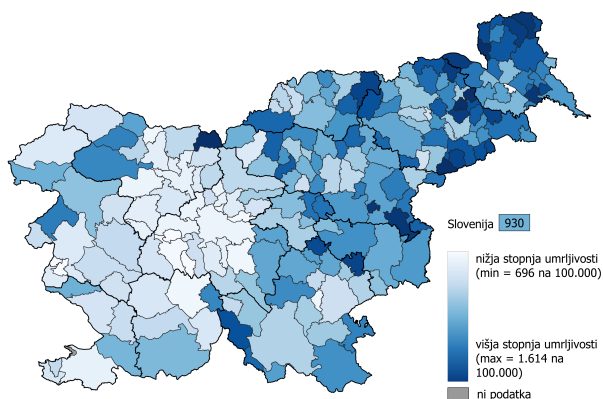 Slovenija 930
nižja stopnja umrljivosti
(min = 696 na 100.000)
višja stopnja umrljivosti
(max = 1.614 na
100.000)
ni podatka